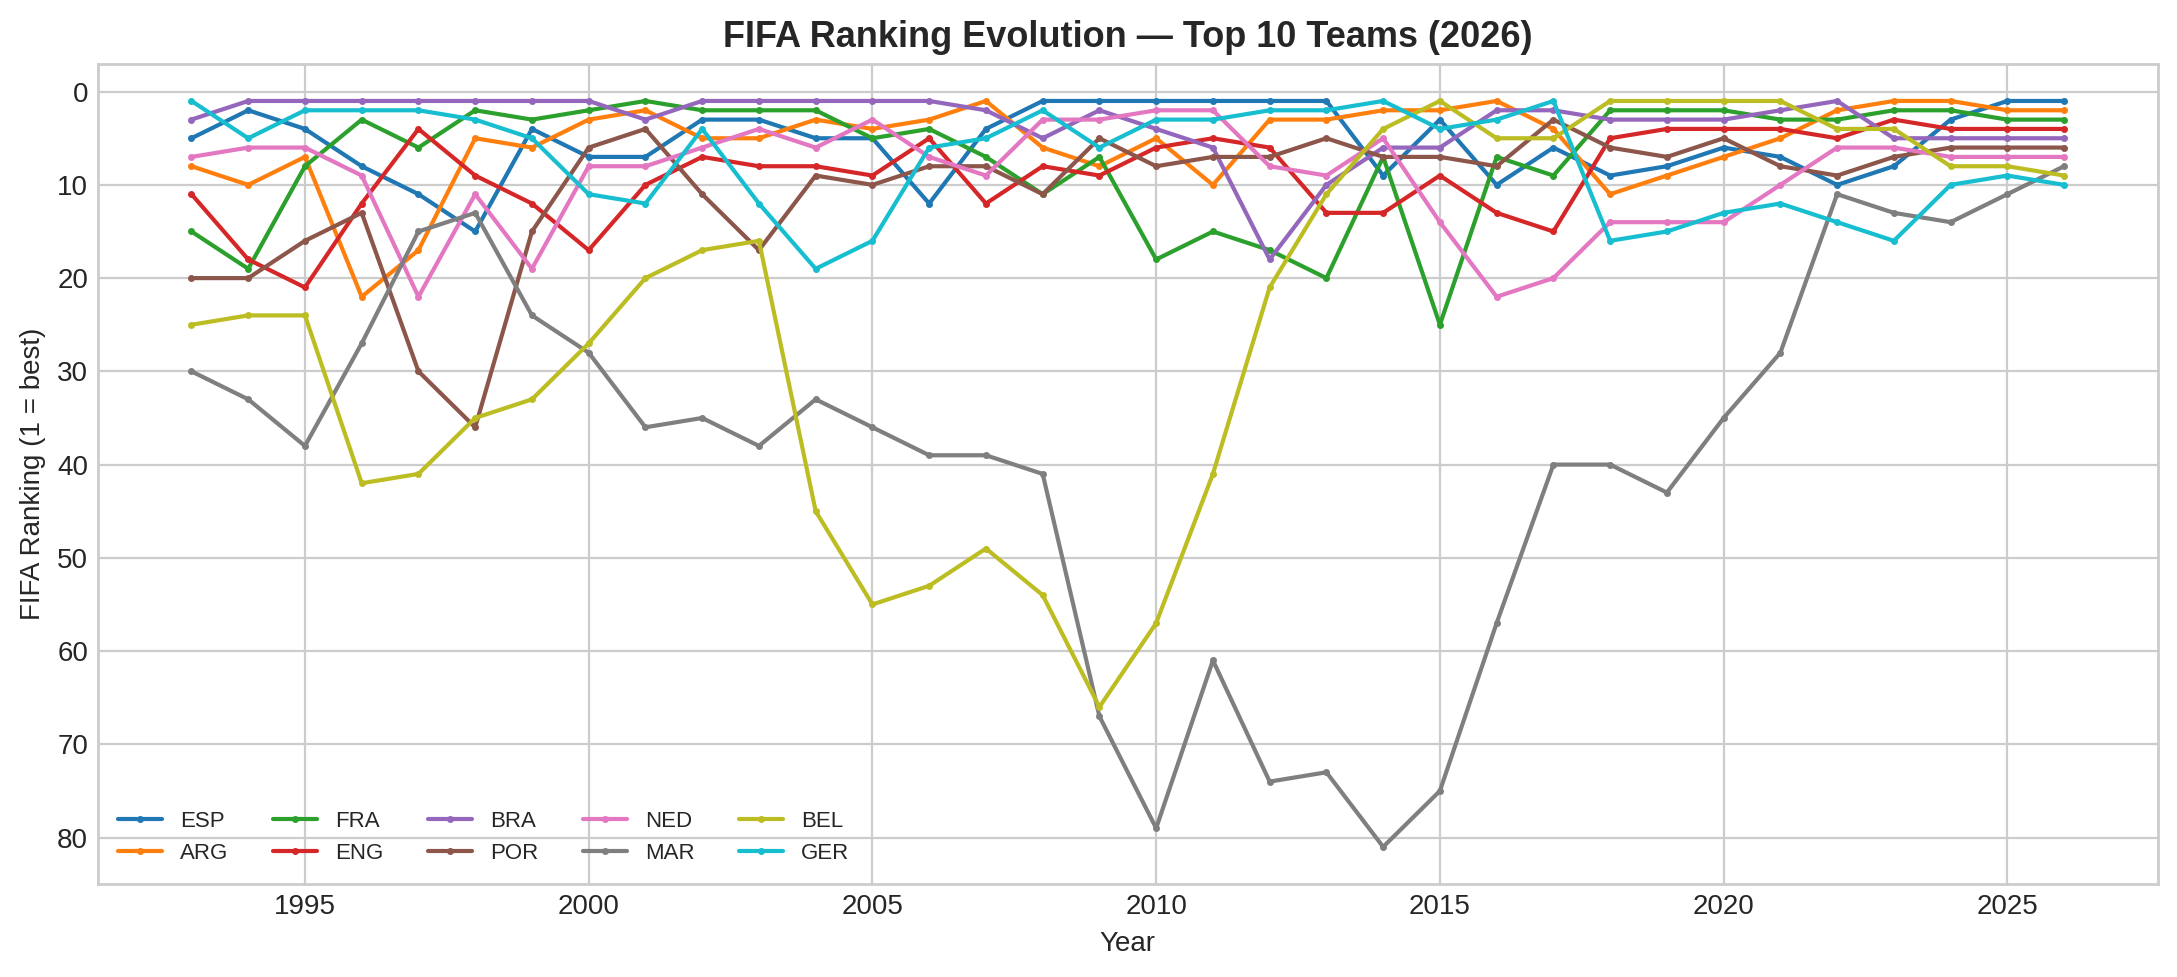 FIFA Ranking Evolution — Top 10 Teams (2026)
FIFA Ranking (1 = best)
0
10
20
30
40
50
60
70
80
ESP FRA BRA NED BEL
ARG ENG POR MAR GER
1995 2000 2005 2010 2015 2020 2025
Year